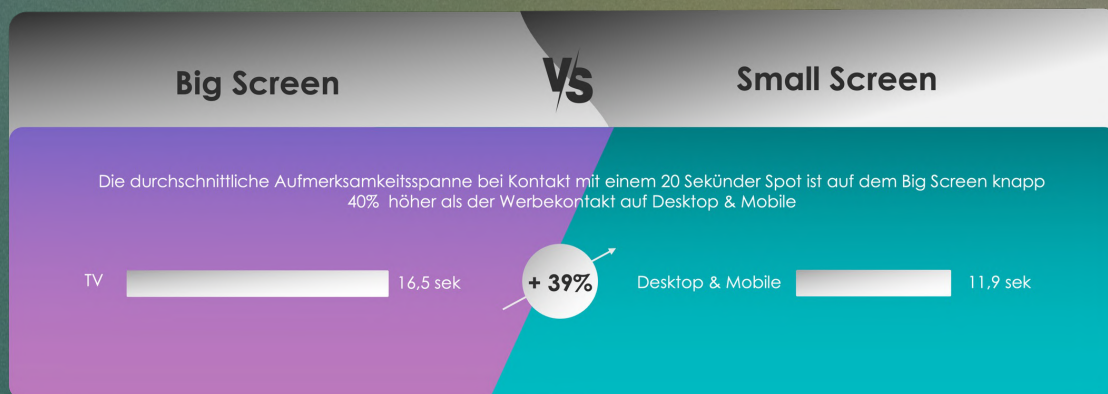 Big Screen
VS
Small Screen
Die durchschnittliche Aufmerksamkeitsspanne bei Kontakt mit einem 20 Sekünder Spot ist auf dem Big Screen knapp
40% höher als der Werbekontakt auf Desktop & Mobile
TV
16,5 sek
+ 39%
Desktop & Mobile
11,9 sek